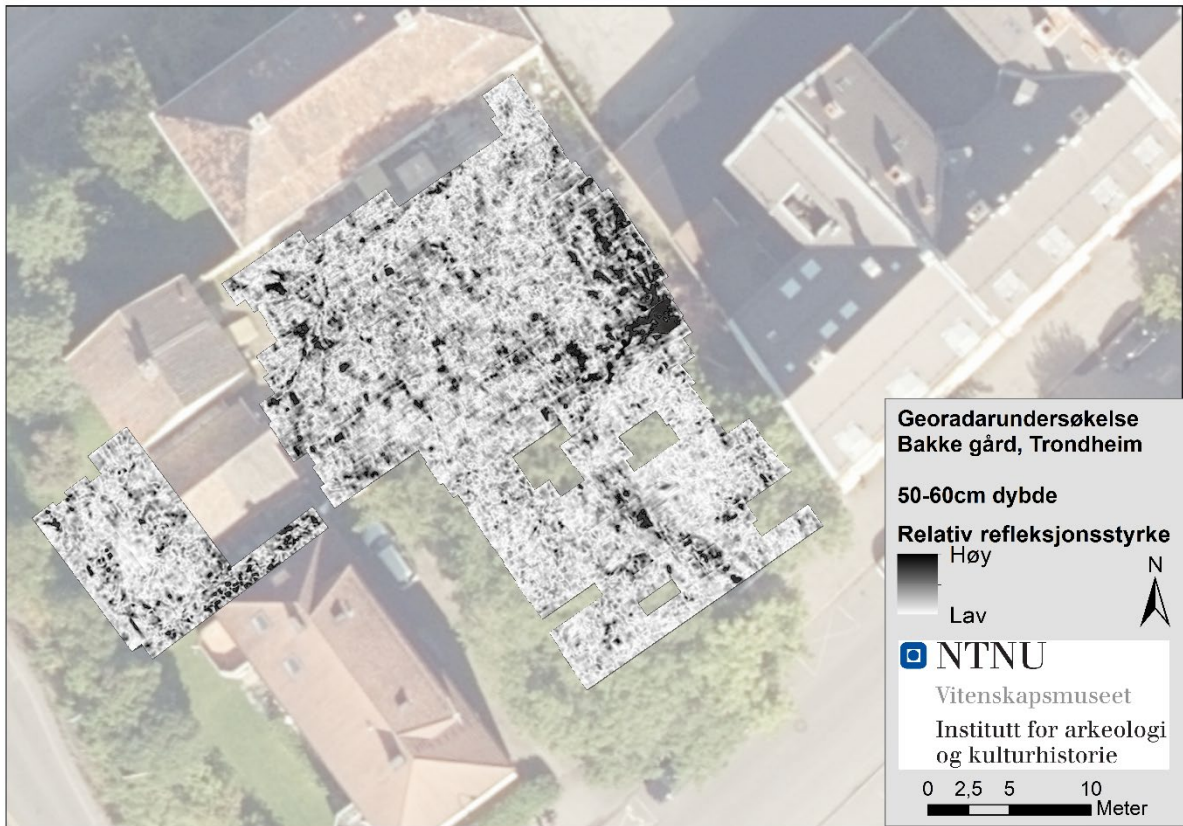 Georadarundersøkelse
Bakke gård, Trondheim
50-60cm dybde
Relativ refleksjonsstyrke
Høy
Lav
N
NTNU
Vitenskapsmuseet
Institutt for arkeologi
og kulturhistorie
0 2,5 5 10
Meter